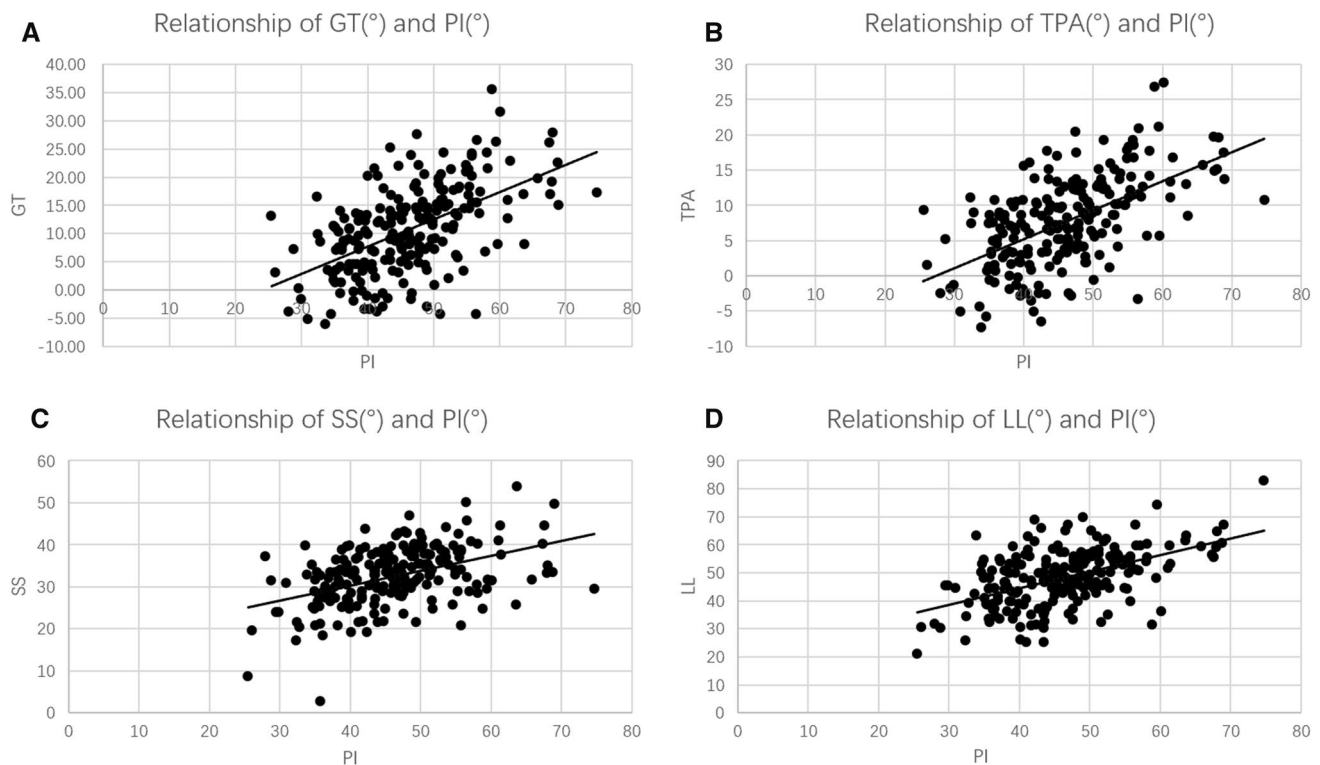 A
Relationship of GT(°) and PI(°)
40.00
35.00
30.00
25.00
20.00
15.00
10.00
5.00
0.00
-5.00
-10.00
GT
0 10 20 30 40 50 60 70 80
PI
B
Relationship of TPA(°) and PI(°)
30
25
20
15
10
5
0
-5
-10
TPA
0 10 20 30 40 50 60 70 80
PI
C
Relationship of SS(°) and PI(°)
60
50
40
30
20
10
0
SS
0 10 20 30 40 50 60 70 80
PI
D
Relationship of LL(°) and PI(°)
90
80
70
60
50
40
30
20
10
0
LL
0 10 20 30 40 50 60 70 80
PI